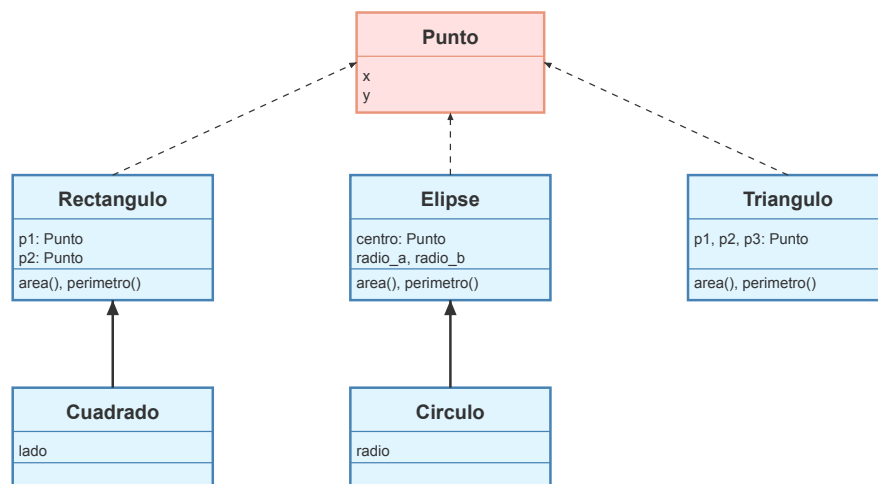 Punto
x
y
Rectangulo
p1: Punto
p2: Punto
area(), perimetro()
Elipse
centro: Punto
radio_a, radio_b
area(), perimetro()
Triangulo
p1, p2, p3: Punto
area(), perimetro()
Cuadrado
lado
Circulo
radio